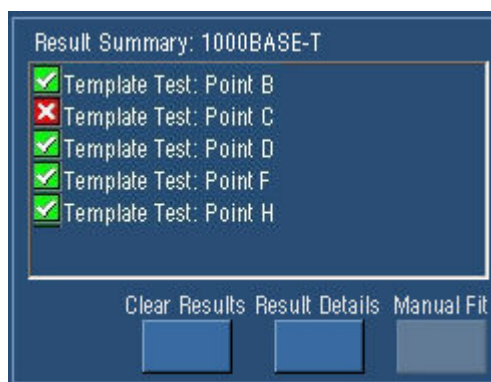 Result Summary: 1000BASE-T
Template Test: Point B
Template Test: Point C
Template Test: Point D
Template Test: Point F
Template Test: Point H
Clear Results Result Details Manual Fit